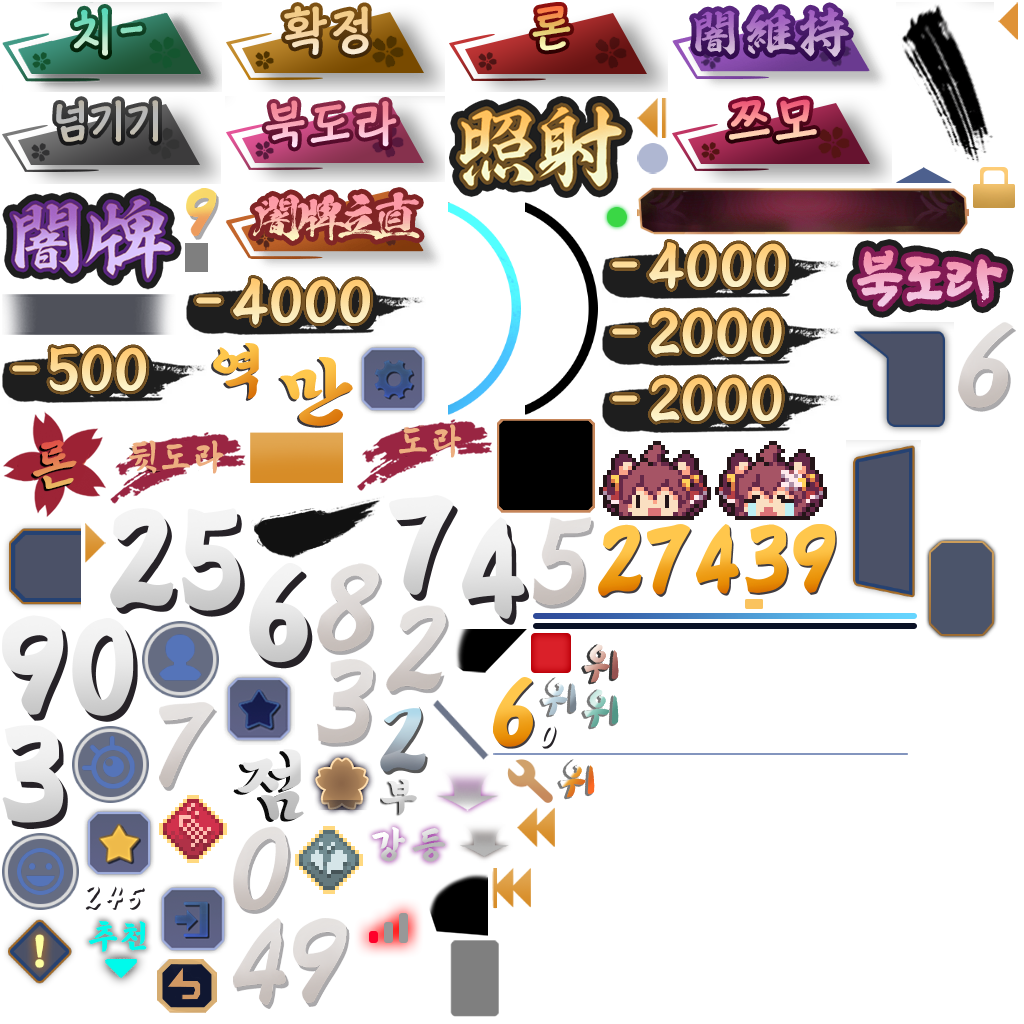 치-
확정
론
闇維持
넘기기
북도라
照射
쯔모
闇牌
9
闇牌立直
-4000
-4000
북도라
-2000
-500
역
만
-2000
6
론
뒷도라
도라
25
7
4
5
27439
6
8
2
90
3
7
위
6
위
위
0
3
2
점
부
위
강등
0
245
추천
!
49